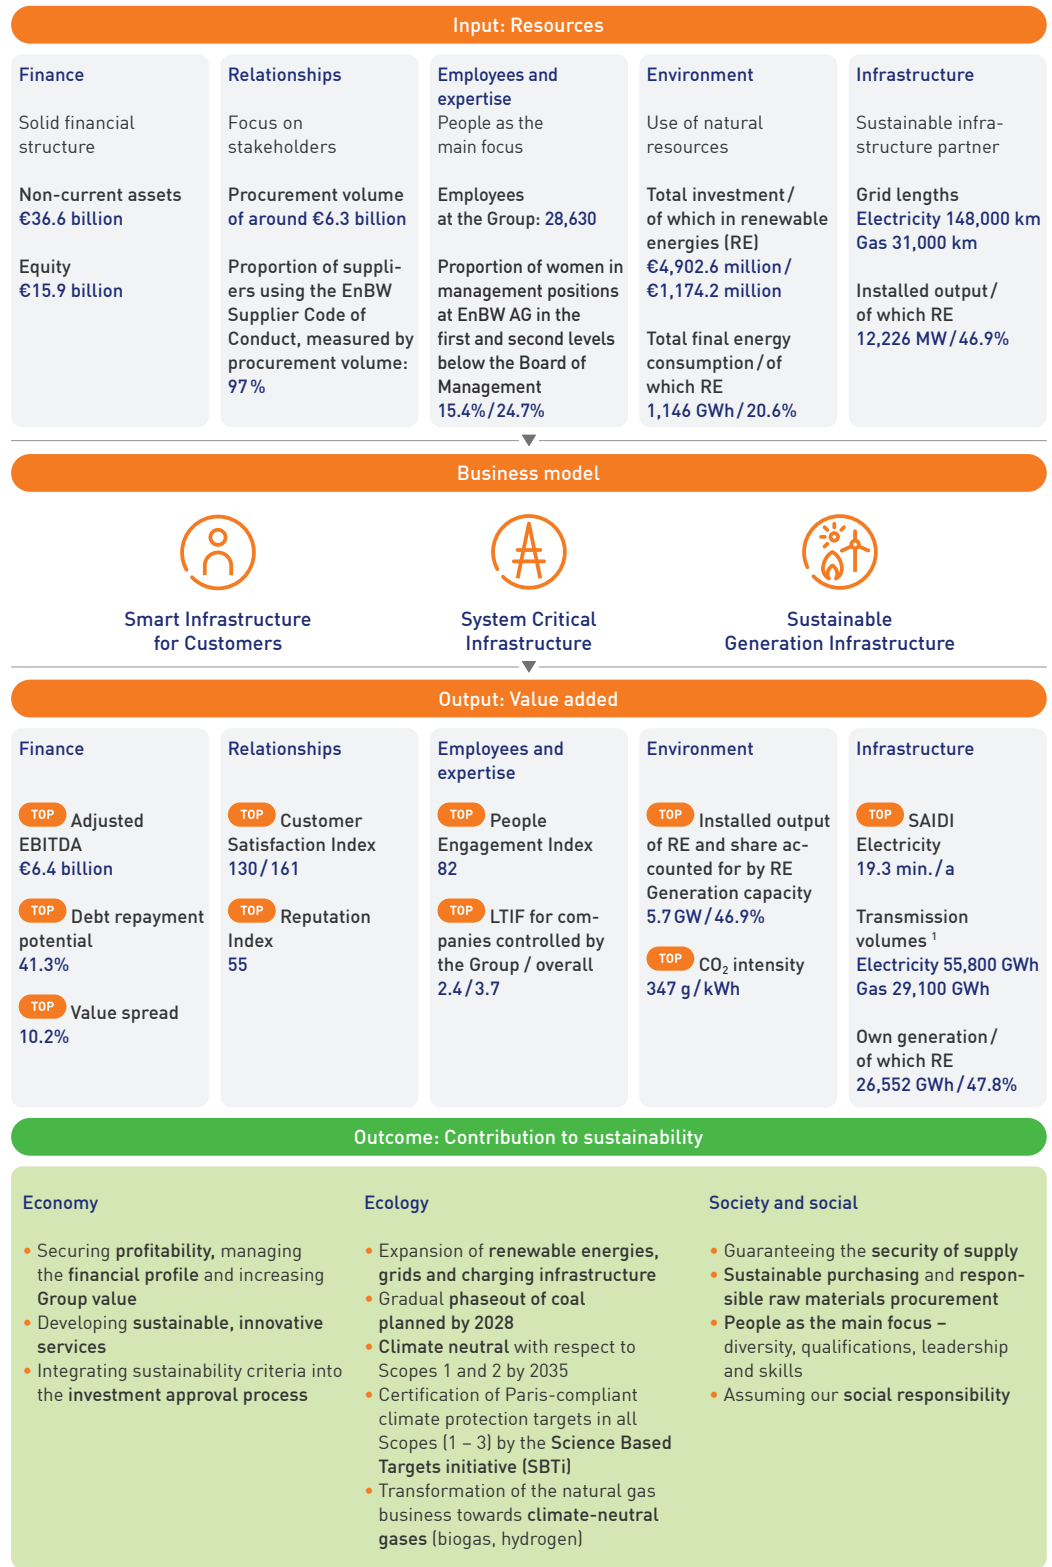 Input: Resources
Finance
Solid financial
structure
Non-current assets
€36.6 billion
Equity
€15.9 billion
Relationships
Focus on
stakeholders
Procurement volume
of around €6.3 billion
Proportion of suppli-
ers using the EnBW
Supplier Code of
Conduct, measured by
procurement volume:
97%
Employees and
expertise
People as the
main focus
Employees
at the Group: 28,630
Proportion of women in
management positions
at EnBW AG in the
first and second levels
below the Board of
Management
15.4%/24.7%
Environment
Use of natural
resources
Total investment/
of which in renewable
energies (RE)
€4,902.6 million/
€1,174.2 million
Total final energy
consumption/of
which RE
1,146 GWh/20.6%
Infrastructure
Sustainable infra-
structure partner
Grid lengths
Electricity 148,000 km
Gas 31,000 km
Installed output/
of which RE
12,226 MW/46.9%
Business model
Smart Infrastructure
for Customers
System Critical
Infrastructure
Sustainable
Generation Infrastructure
Output: Value added
Finance
TOP Adjusted
EBITDA
€6.4 billion
TOP Debt repayment
potential
41.3%
TOP Value spread
10.2%
Relationships
TOP Customer
Satisfaction Index
130/161
TOP Reputation
Index
55
Employees and
expertise
TOP People
Engagement Index
82
TOP LTIF for com-
panies controlled by
the Group / overall
2.4/3.7
Environment
TOP Installed output
of RE and share ac-
counted for by RE
Generation capacity
5.7 GW/46.9%
TOP CO₂ intensity
347 g/kWh
Infrastructure
TOP SAIDI
Electricity
19.3 min./a
Transmission
volumes ¹
Electricity 55,800 GWh
Gas 29,100 GWh
Own generation/
of which RE
26,552 GWh/47.8%
Outcome: Contribution to sustainability
Economy
• Securing profitability, managing
the financial profile and increasing
Group value
• Developing sustainable, innovative
services
• Integrating sustainability criteria into
the investment approval process
Ecology
• Expansion of renewable energies,
grids and charging infrastructure
• Gradual phaseout of coal
planned by 2028
• Climate neutral with respect to
Scopes 1 and 2 by 2035
• Certification of Paris-compliant
climate protection targets in all
Scopes (1 – 3) by the Science Based
Targets initiative (SBTi)
• Transformation of the natural gas
business towards climate-neutral
gases (biogas, hydrogen)
Society and social
• Guaranteeing the security of supply
• Sustainable purchasing and respon-
sible raw materials procurement
• People as the main focus –
diversity, qualifications, leadership
and skills
• Assuming our social responsibility